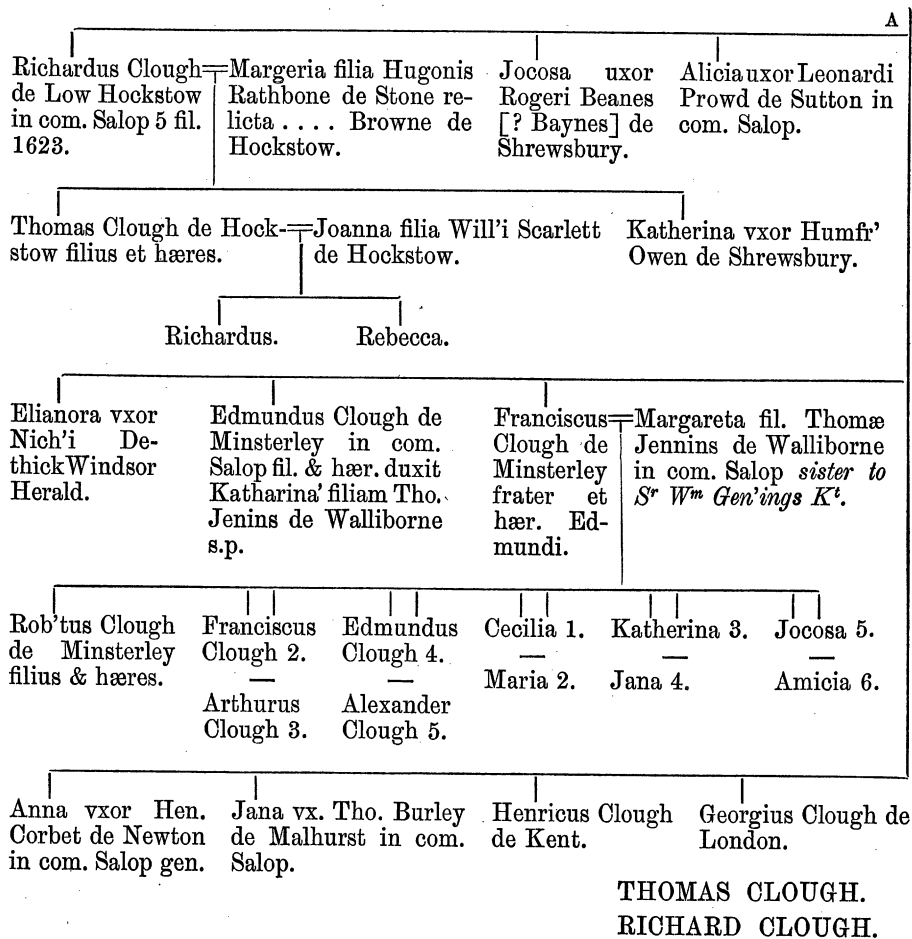 A
Richardus Clough
de Low Hockstow
in com. Salop 5 fil.
1623.
Margeria filia Hugonis
Rathbone de Stone re-
licta . . . . Browne de
Hockstow.
Jocosa uxor
Rogeri Beanes
[? Baynes] de
Shrewsbury.
Alicia uxor Leonardi
Prowd de Sutton in
com. Salop.
Thomas Clough de Hock-
stow filius et hæres.
Joanna filia Will'i Scarlett
de Hockstow.
Katherina vxor Humfr'
Owen de Shrewsbury.
Richardus.
Rebecca.
Elianora vxor
Nich'i De-
thick Windsor
Herald.
Edmundus Clough de
Minsterley in com.
Salop fil. & hær. duxit
Katharina' filiam Tho.
Jenins de Walliborne
s.p.
Franciscus
Clough de
Minsterley
frater et
hær. Ed-
mundi.
Margareta fil. Thomæ
Jennins de Walliborne
in com. Salop sister to
Sr Wm Gen'ings Kt.
Rob'tus Clough
de Minsterley
filius & hæres.
Franciscus
Clough 2.
—
Arthurus
Clough 3.
Edmundus
Clough 4.
—
Alexander
Clough 5.
Cecilia 1.
—
Maria 2.
Katherina 3.
—
Jana 4.
Jocosa 5.
—
Amicia 6.
Anna vxor Hen.
Corbet de Newton
in com. Salop gen.
Jana vx. Tho. Burley
de Malhurst in com.
Salop.
Henricus Clough
de Kent.
Georgius Clough de
London.
THOMAS CLOUGH.
RICHARD CLOUGH.